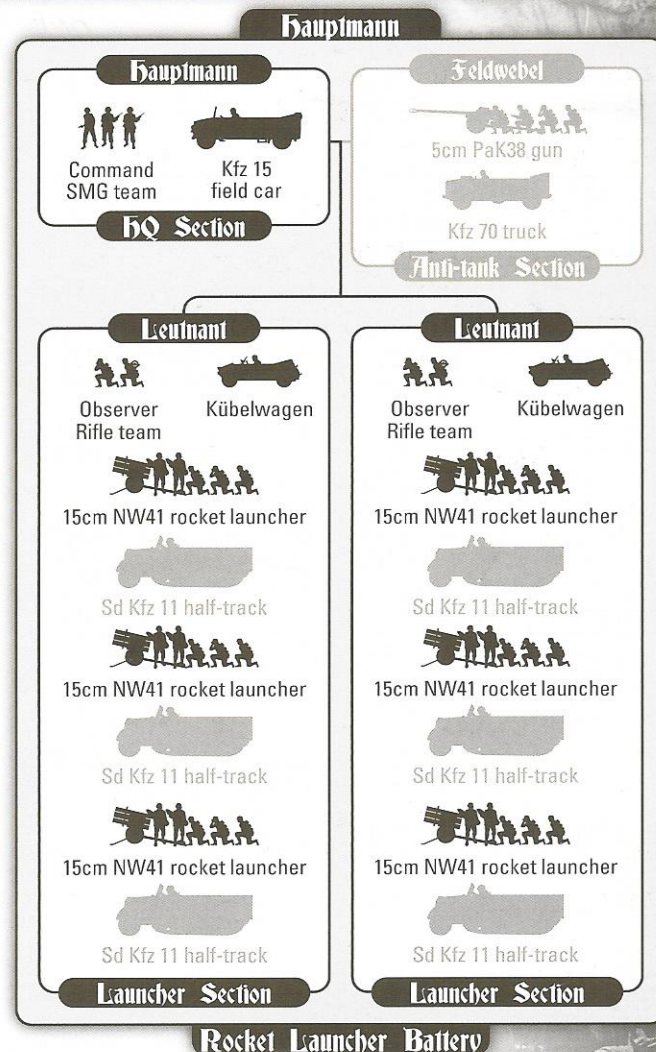 Hauptmann
Hauptmann
Command
SMG team
Kfz 15
field car
HQ Section
Feldwebel
5cm PaK38 gun
Kfz 70 truck
Anti-tank Section
Leutnant
Observer
Rifle team
Kübelwagen
15cm NW41 rocket launcher
Sd Kfz 11 half-track
15cm NW41 rocket launcher
Sd Kfz 11 half-track
15cm NW41 rocket launcher
Sd Kfz 11 half-track
Launcher Section
Leutnant
Observer
Rifle team
Kübelwagen
15cm NW41 rocket launcher
Sd Kfz 11 half-track
15cm NW41 rocket launcher
Sd Kfz 11 half-track
15cm NW41 rocket launcher
Sd Kfz 11 half-track
Launcher Section
Rocket Launcher Battery